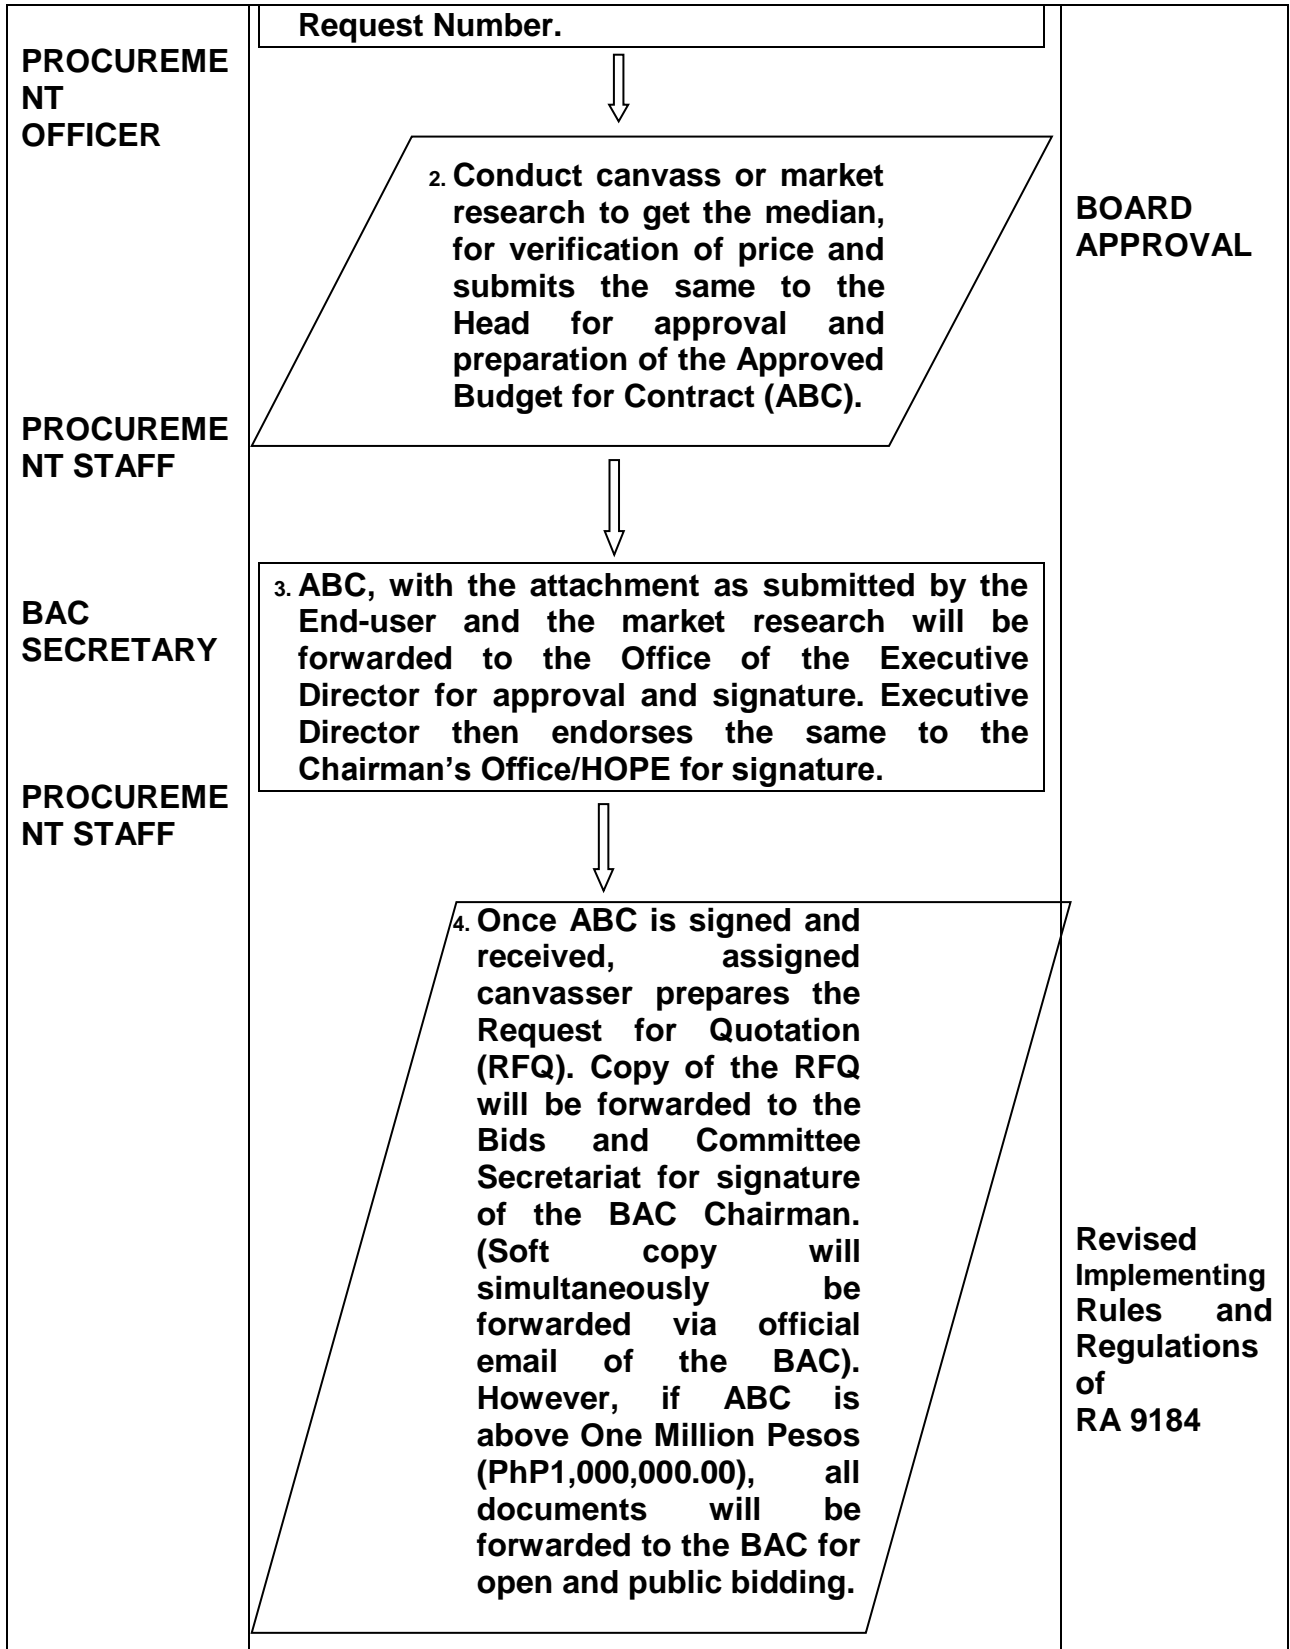 Request Number.
PROCUREME
NT
OFFICER
2. Conduct canvass or market
research to get the median,
for verification of price and
submits the same to the
Head for approval and
preparation of the Approved
Budget for Contract (ABC).
BOARD
APPROVAL
PROCUREME
NT STAFF
BAC
SECRETARY
3. ABC, with the attachment as submitted by the
End-user and the market research will be
forwarded to the Office of the Executive
Director for approval and signature. Executive
Director then endorses the same to the
Chairman’s Office/HOPE for signature.
PROCUREME
NT STAFF
4. Once ABC is signed and
received, assigned
canvasser prepares the
Request for Quotation
(RFQ). Copy of the RFQ
will be forwarded to the
Bids and Committee
Secretariat for signature
of the BAC Chairman.
(Soft copy will
simultaneously be
forwarded via official
email of the BAC).
However, if ABC is
above One Million Pesos
(PhP1,000,000.00), all
documents will be
forwarded to the BAC for
open and public bidding.
Revised
Implementing
Rules and
Regulations
of
RA 9184